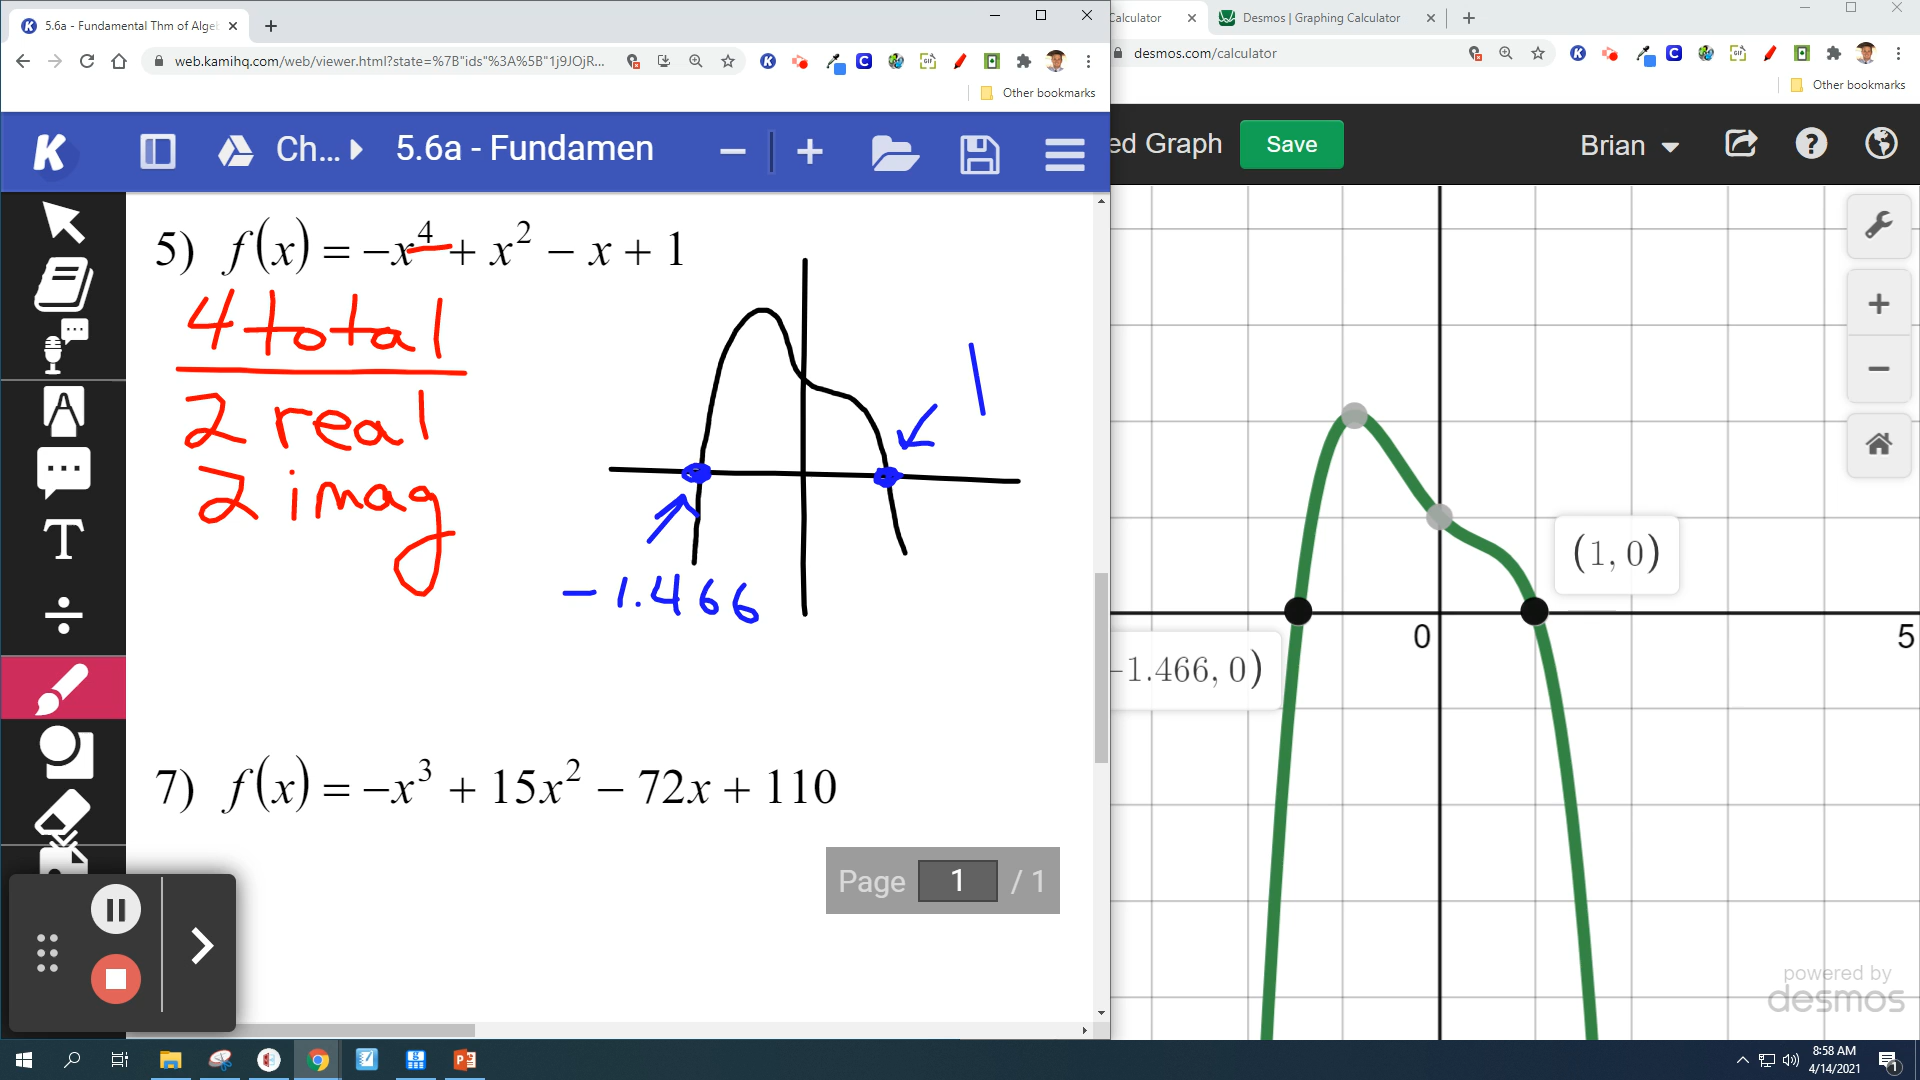 5.6a - Fundamental Thm of Alge
web.kamihq.com/web/viewer.html?state=%7B"ids"%3A%5B"1j9JOjR...
Other bookmarks
K
Ch...
5.6a - Fundamen
5) f(x) = −x⁴ + x² − x + 1
4 total
2 real
2 imag
1
−1.466
7) f(x) = −x³ + 15x² − 72x + 110
Page 1 / 1
Calculator
Desmos | Graphing Calculator
desmos.com/calculator
Other bookmarks
ed Graph
Save
Brian
(1, 0)
0
5
−1.466, 0)
powered by
desmos
8:58 AM
4/14/2021
1